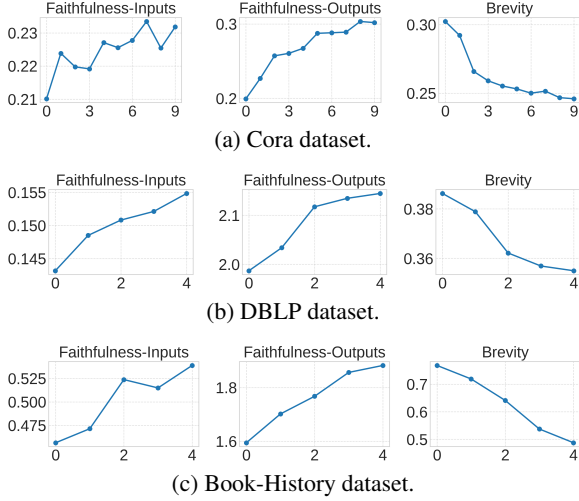 Faithfulness-Inputs Faithfulness-Outputs Brevity
0.23
0.22
0.21
0 3 6 9
0.3
0.2
0 3 6 9
0.30
0.25
0 3 6 9
(a) Cora dataset.
Faithfulness-Inputs Faithfulness-Outputs Brevity
0.155
0.150
0.145
0 2 4
2.1
2.0
0 2 4
0.38
0.36
0 2 4
(b) DBLP dataset.
Faithfulness-Inputs Faithfulness-Outputs Brevity
0.525
0.500
0.475
0 2 4
1.8
1.6
0 2 4
0.7
0.6
0.5
0 2 4
(c) Book-History dataset.